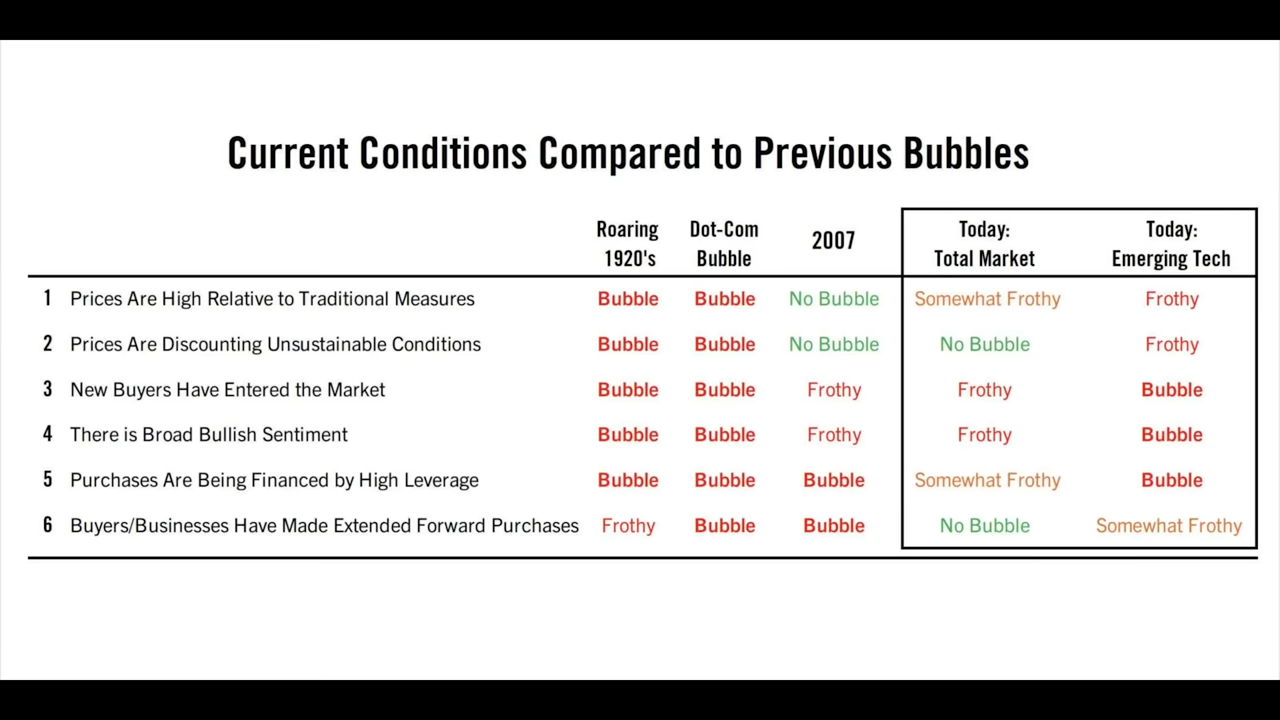 Current Conditions Compared to Previous Bubbles
Roaring 1920's Dot-Com Bubble 2007 Today: Total Market Today: Emerging Tech
1 Prices Are High Relative to Traditional Measures Bubble Bubble No Bubble Somewhat Frothy Frothy
2 Prices Are Discounting Unsustainable Conditions Bubble Bubble No Bubble No Bubble Frothy
3 New Buyers Have Entered the Market Bubble Bubble Frothy Frothy Bubble
4 There is Broad Bullish Sentiment Bubble Bubble Frothy Frothy Bubble
5 Purchases Are Being Financed by High Leverage Bubble Bubble Bubble Somewhat Frothy Bubble
6 Buyers/Businesses Have Made Extended Forward Purchases Frothy Bubble Bubble No Bubble Somewhat Frothy